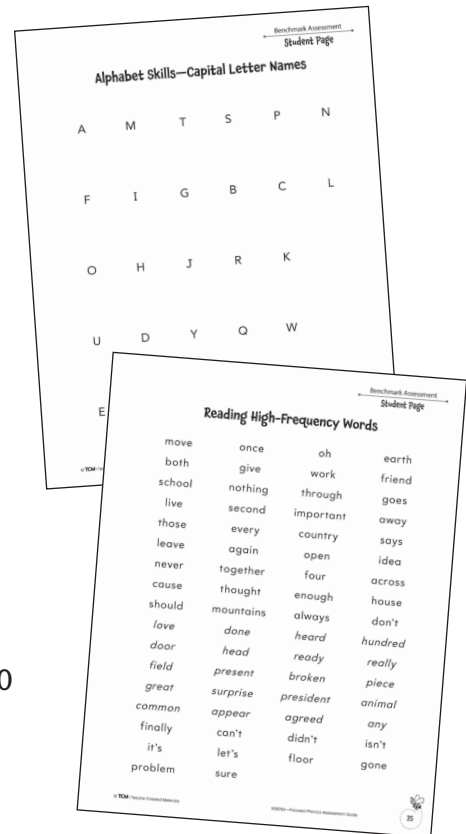 Benchmark Assessment
Student Page
Alphabet Skills—Capital Letter Names
A M T S P N
F I G B C L
O H J R K
U D Y Q W
E
© TCM
Benchmark Assessment
Student Page
Reading High-Frequency Words
move once oh earth
both give work friend
school nothing through goes
live second important away
those every country says
leave again open idea
never together four across
cause thought enough house
should mountains always don't
love done heard hundred
door head ready really
field present broken piece
great surprise president animal
common appear agreed any
finally can't didn't isn't
it's let's floor gone
problem sure
© TCM | Teacher Created Materials
—Focused Phonics Assessment Guide
35
0